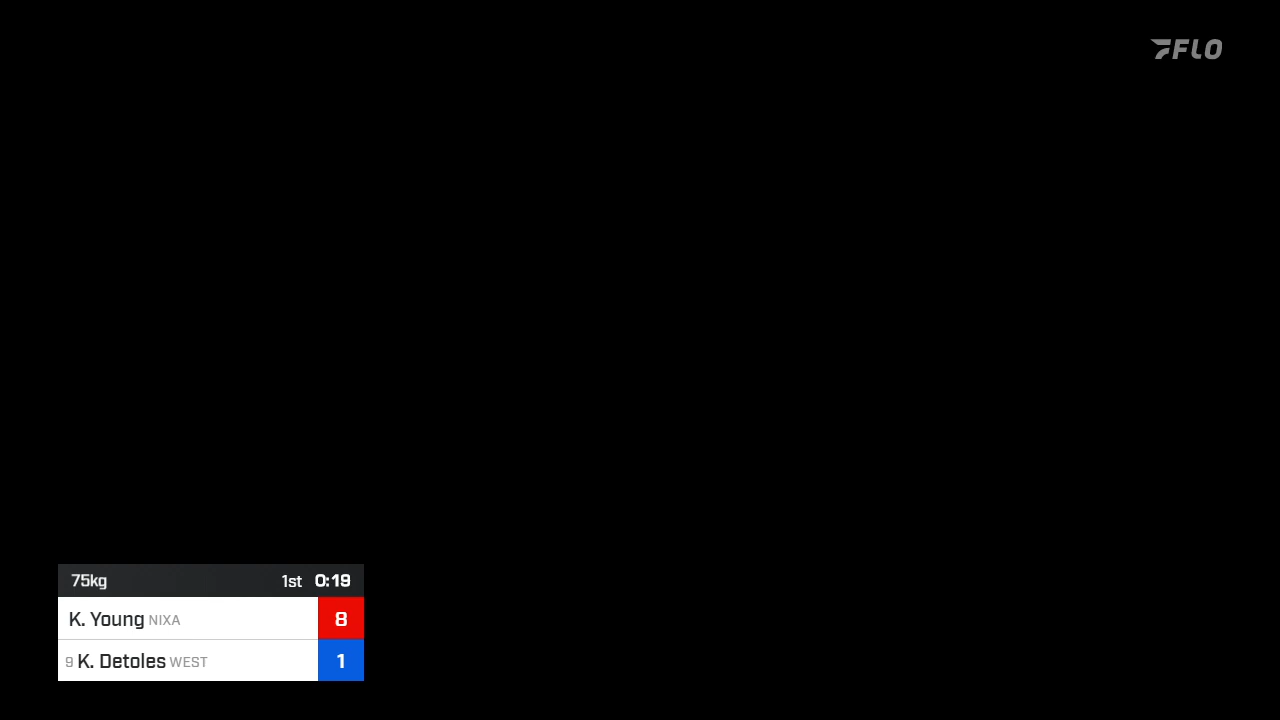 FLO
75kg 1st 0:19
K. Young NIXA 8
9 K. Detoles WEST 1